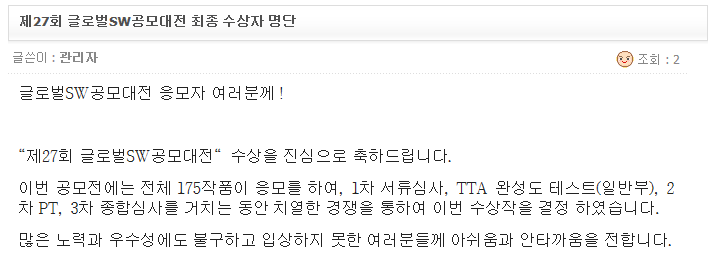 제27회 글로벌SW공모대전 최종 수상자 명단
글쓴이 : 관리자 조회 : 2
글로벌SW공모대전 응모자 여러분께 !
“제27회 글로벌SW공모대전“ 수상을 진심으로 축하드립니다.
이번 공모전에는 전체 175작품이 응모를 하여, 1차 서류심사, TTA 완성도 테스트(일반부), 2
차 PT, 3차 종합심사를 거치는 동안 치열한 경쟁을 통하여 이번 수상작을 결정 하였습니다.
많은 노력과 우수성에도 불구하고 입상하지 못한 여러분들께 아쉬움과 안타까움을 전합니다.